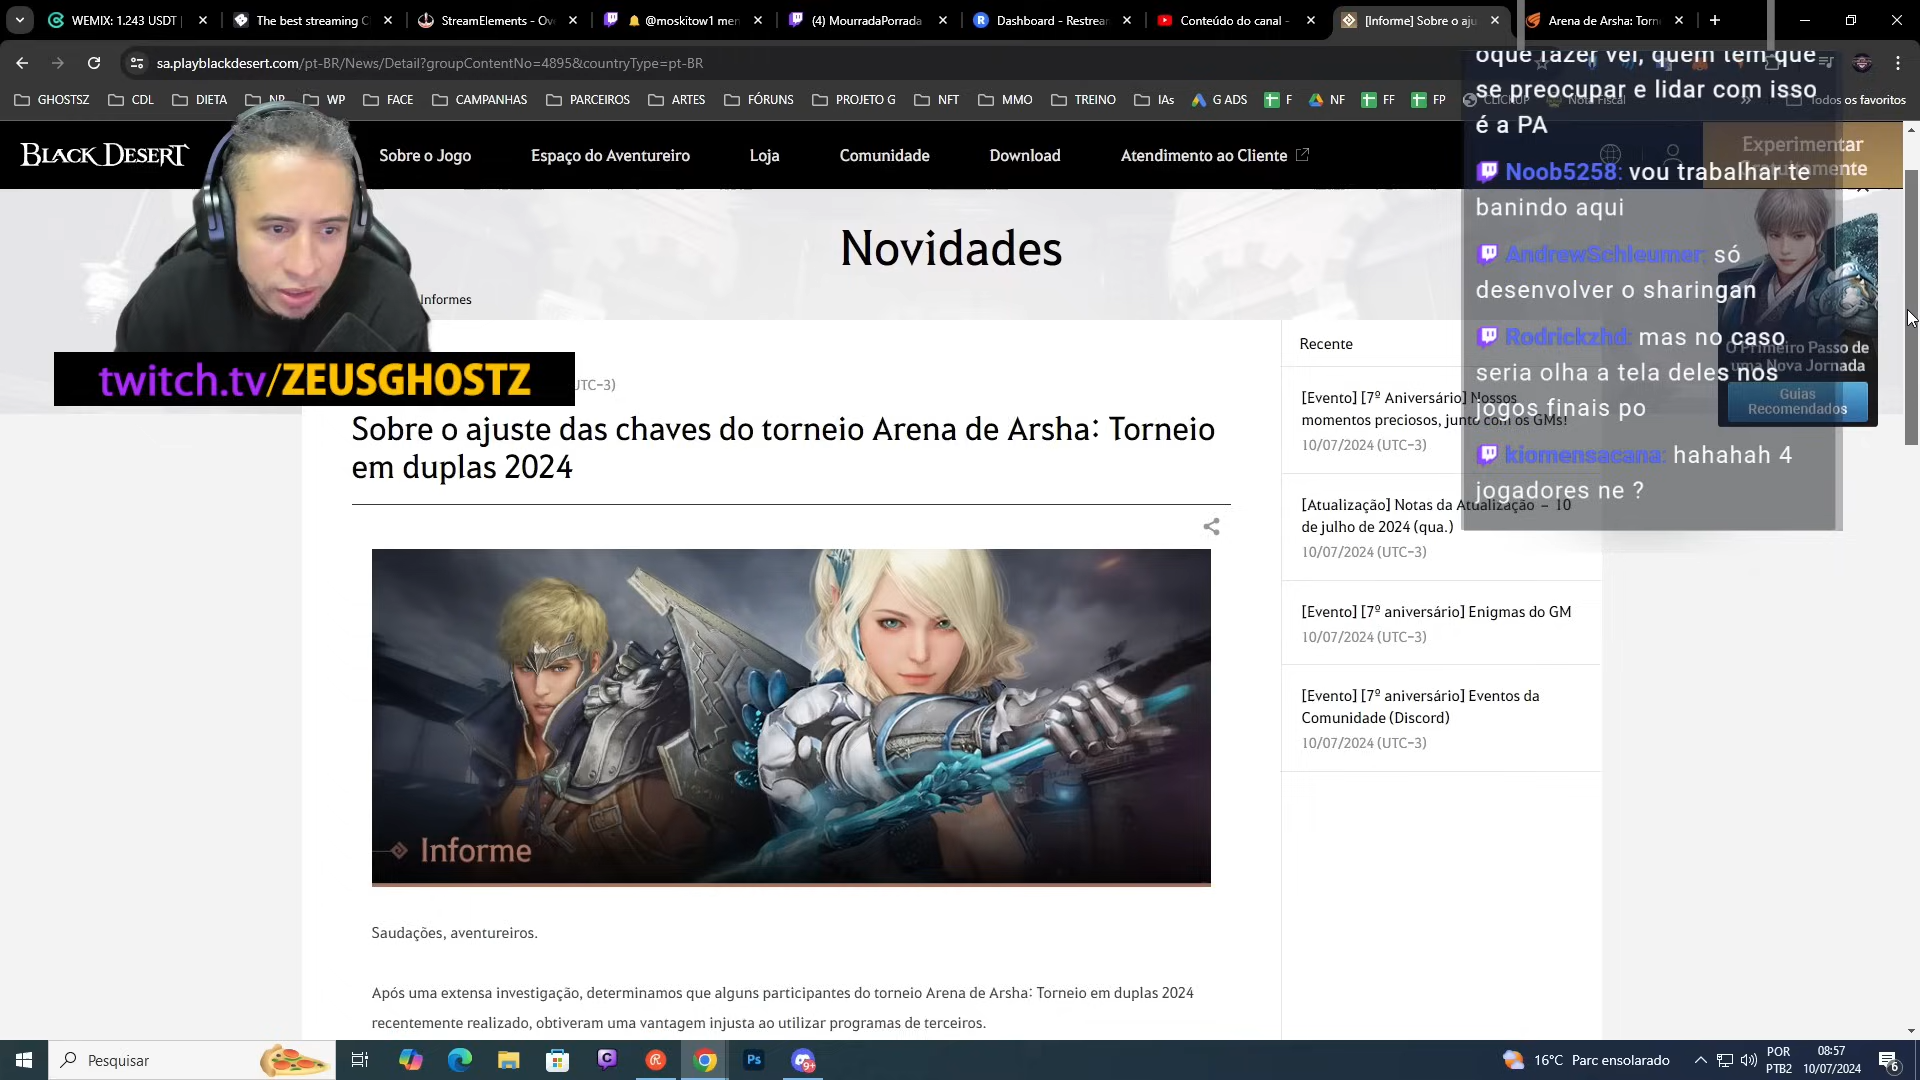 WEMIX: 1.243 USDT
The best streaming C
StreamElements - Ov
@moskitow1 men
(4) MourradaPorrada
Dashboard - Restrea
Conteúdo do canal -
[Informe] Sobre o aju
Arena de Arsha: Torn
sa.playblackdesert.com/pt-BR/News/Detail?groupContentNo=4895&countryType=pt-BR
GHOSTSZ
CDL
DIETA
NP
WP
FACE
CAMPANHAS
PARCEIROS
ARTES
FÓRUNS
PROJETO G
NFT
MMO
TREINO
IAs
G ADS
F
NF
FF
FP
CLICKUP
Nota Fiscal
Todos os favoritos
BLACK DESERT
Sobre o Jogo
Espaço do Aventureiro
Loja
Comunidade
Download
Atendimento ao Cliente
Experimentar
Gratuitamente
oque fazer vei, quem tem que
se preocupar e lidar com isso
é a PA
Noob5258: vou trabalhar te
banindo aqui
AndrewSchleumer: só
desenvolver o sharingan
Rodrickzhd: mas no caso
seria olha a tela deles nos
jogos finais po
kiomensacana: hahahah 4
jogadores ne ?
Novidades
Informes
O Primeiro Passo de
uma Nova Jornada
Guias
Recomendados
twitch.tv/ZEUSGHOSTZ
UTC-3)
Sobre o ajuste das chaves do torneio Arena de Arsha: Torneio
em duplas 2024
Informe
Saudações, aventureiros.
Após uma extensa investigação, determinamos que alguns participantes do torneio Arena de Arsha: Torneio em duplas 2024
recentemente realizado, obtiveram uma vantagem injusta ao utilizar programas de terceiros.
Recente
[Evento] [7º Aniversário] Nossos
momentos preciosos, junto com os GMs!
10/07/2024 (UTC-3)
[Atualização] Notas da Atualização – 10
de julho de 2024 (qua.)
10/07/2024 (UTC-3)
[Evento] [7º aniversário] Enigmas do GM
10/07/2024 (UTC-3)
[Evento] [7º aniversário] Eventos da
Comunidade (Discord)
10/07/2024 (UTC-3)
Pesquisar
Ps
9+
16°C Parc ensolarado
POR
PTB2
08:57
10/07/2024
6